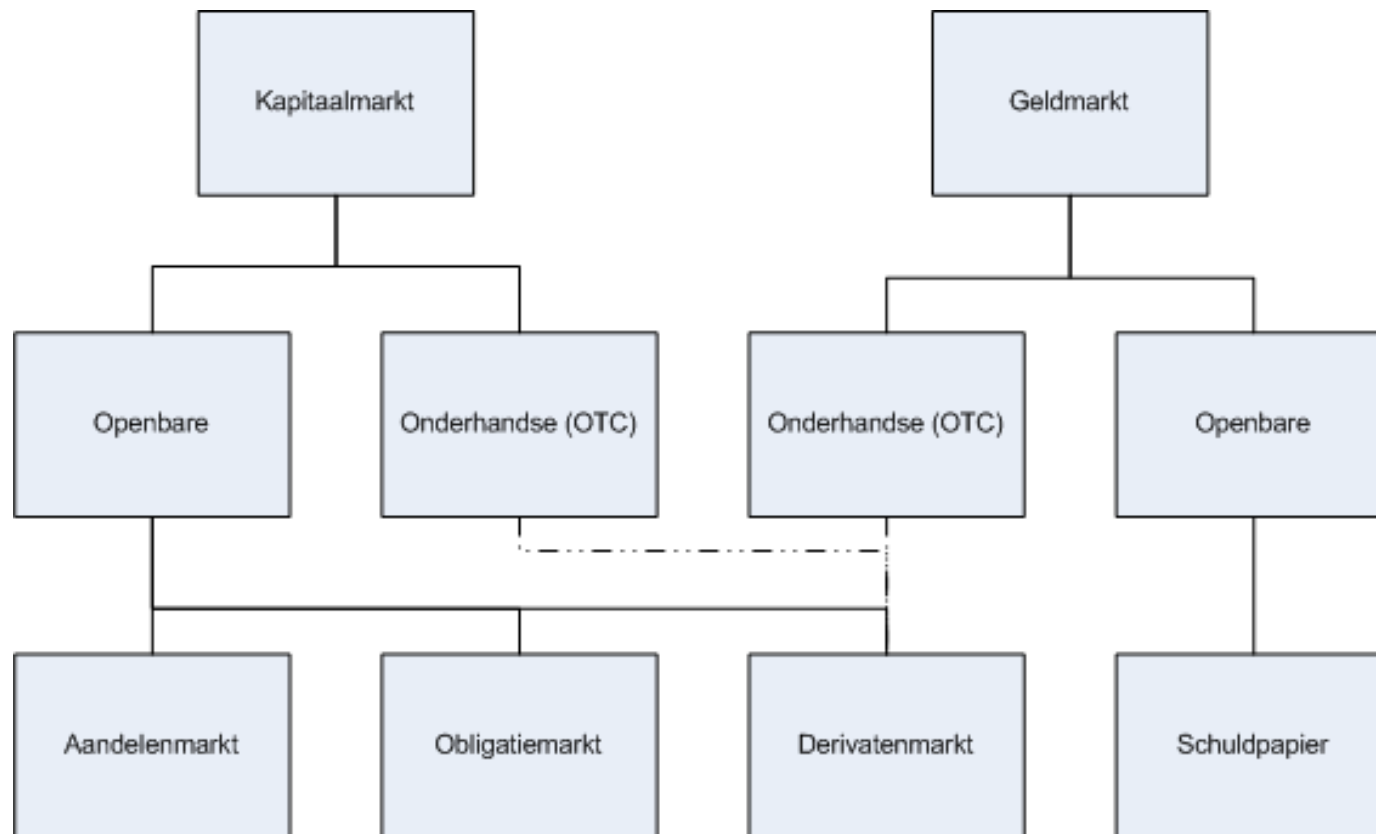 Kapitaalmarkt
Geldmarkt
Openbare
Onderhandse (OTC)
Onderhandse (OTC)
Openbare
Aandelenmarkt
Obligatiemarkt
Derivatenmarkt
Schuldpapier